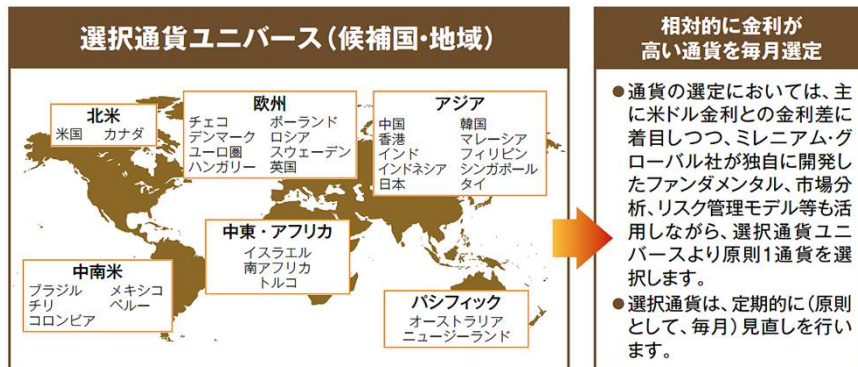 選択通貨ユニバース(候補国・地域)
北米
米国 カナダ
欧州
チェコ ポーランド
デンマーク ロシア
ユーロ圏 スウェーデン
ハンガリー 英国
アジア
中国 韓国
香港 マレーシア
インド フィリピン
インドネシア シンガポール
日本 タイ
中東・アフリカ
イスラエル
南アフリカ
トルコ
中南米
ブラジル メキシコ
チリ ペルー
コロンビア
パシフィック
オーストラリア
ニュージーランド
相対的に金利が
高い通貨を毎月選定
●通貨の選定においては、主
に米ドル金利との金利差に
着目しつつ、ミレニアム・グ
ローバル社が独自に開発し
たファンダメンタル、市場分
析、リスク管理モデル等も活
用しながら、選択通貨ユニ
バースより原則1通貨を選
択します。
●選択通貨は、定期的に(原則
として、毎月)見直しを行い
ます。